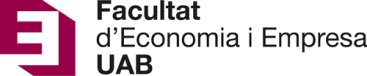 Facultat
d'Economia i Empresa
UAB